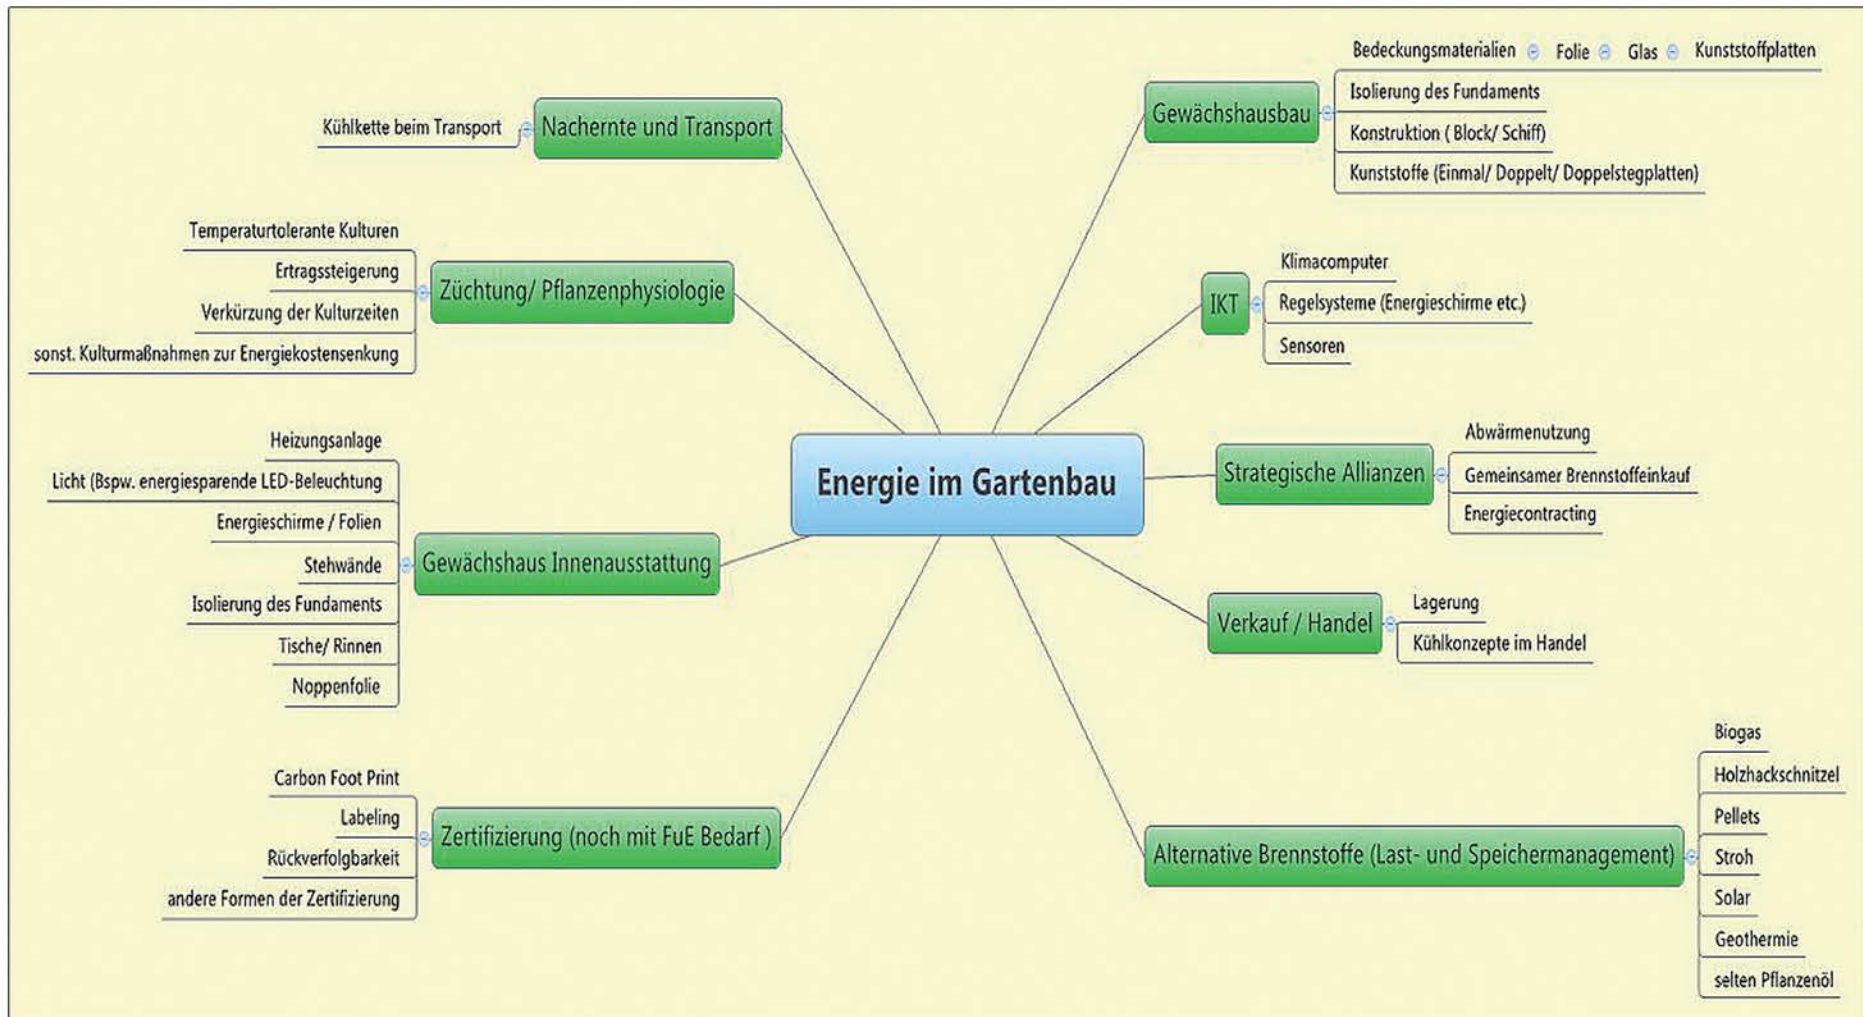 Energie im Gartenbau
Gewächshausbau
Bedeckungsmaterialien Folie Glas Kunststoffplatten
Isolierung des Fundaments
Konstruktion ( Block/ Schiff)
Kunststoffe (Einmal/ Doppelt/ Doppelstegplatten)
IKT
Klimacomputer
Regelsysteme (Energieschirme etc.)
Sensoren
Strategische Allianzen
Abwärmenutzung
Gemeinsamer Brennstoffeinkauf
Energiecontracting
Verkauf / Handel
Lagerung
Kühlkonzepte im Handel
Alternative Brennstoffe (Last- und Speichermanagement)
Biogas
Holzhackschnitzel
Pellets
Stroh
Solar
Geothermie
selten Pflanzenöl
Nachernte und Transport
Kühlkette beim Transport
Züchtung/ Pflanzenphysiologie
Temperaturtolerante Kulturen
Ertragssteigerung
Verkürzung der Kulturzeiten
sonst. Kulturmaßnahmen zur Energiekostensenkung
Gewächshaus Innenausstattung
Heizungsanlage
Licht (Bspw. energiesparende LED-Beleuchtung
Energieschirme / Folien
Stehwände
Isolierung des Fundaments
Tische/ Rinnen
Noppenfolie
Zertifizierung (noch mit FuE Bedarf )
Carbon Foot Print
Labeling
Rückverfolgbarkeit
andere Formen der Zertifizierung